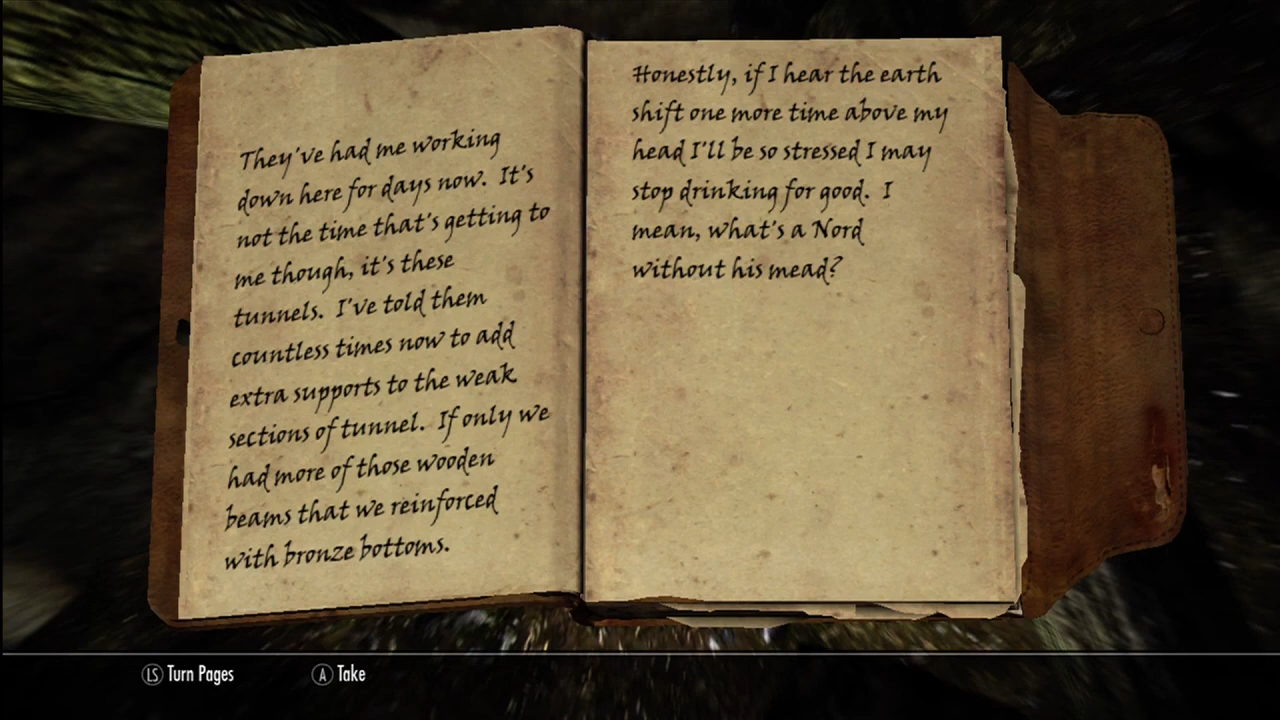 They've had me working
down here for days now. It's
not the time that's getting to
me though, it's these
tunnels. I've told them
countless times now to add
extra supports to the weak
sections of tunnel. If only we
had more of those wooden
beams that we reinforced
with bronze bottoms.
Honestly, if I hear the earth
shift one more time above my
head I'll be so stressed I may
stop drinking for good. I
mean, what's a Nord
without his mead?
LS Turn Pages
A Take